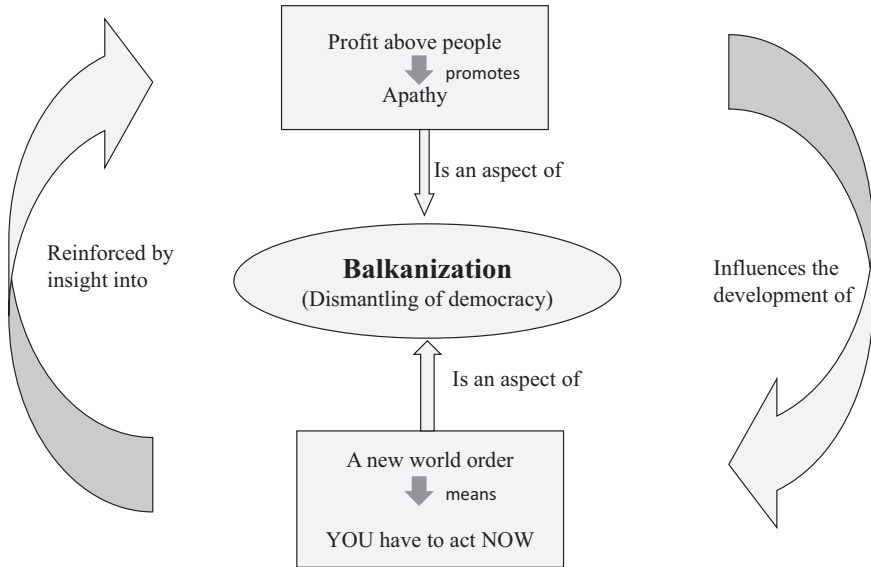 Profit above people
promotes
Apathy
Is an aspect of
Reinforced by
insight into
Balkanization
(Dismantling of democracy)
Influences the
development of
Is an aspect of
A new world order
means
YOU have to act NOW